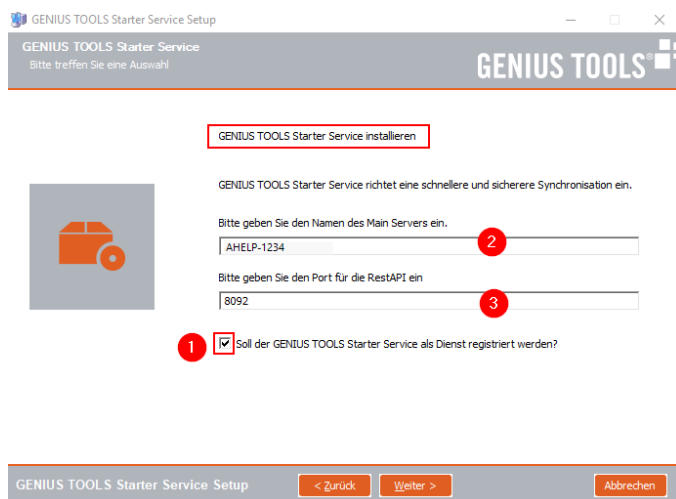 GENIUS TOOLS Starter Service Setup
GENIUS TOOLS Starter Service
Bitte treffen Sie eine Auswahl
GENIUS TOOLS®
GENIUS TOOLS Starter Service installieren
GENIUS TOOLS Starter Service richtet eine schnellere und sicherere Synchronisation ein.
Bitte geben Sie den Namen des Main Servers ein.
AHELP-1234
2
Bitte geben Sie den Port für die RestAPI ein
8092
3
1
Soll der GENIUS TOOLS Starter Service als Dienst registriert werden?
GENIUS TOOLS Starter Service Setup
< Zurück
Weiter >
Abbrechen